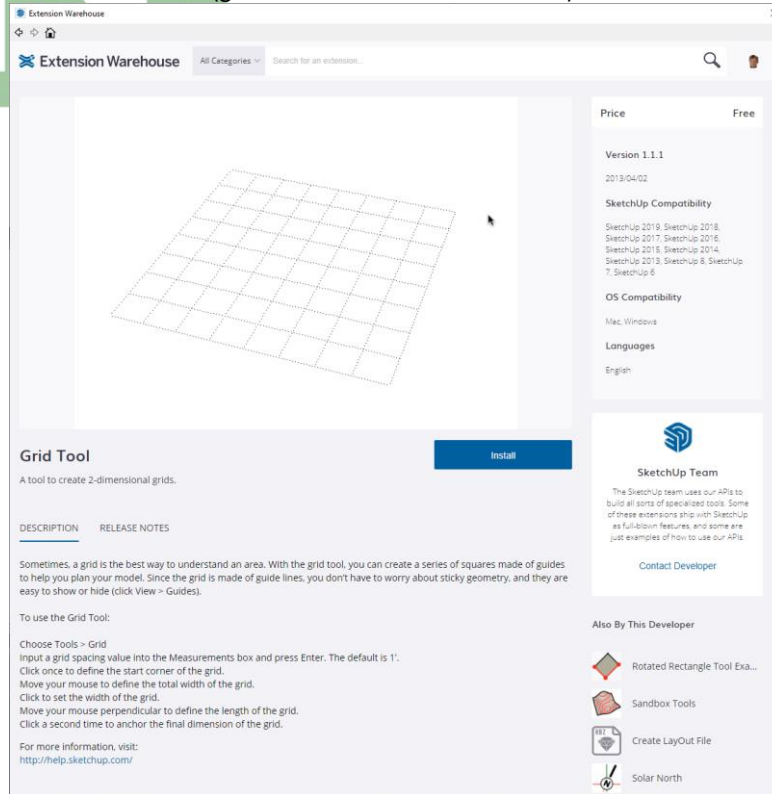 Extension Warehouse
Extension Warehouse
All Categories
Search for an extension...
Price Free
Version 1.1.1
2013/04/02
SketchUp Compatibility
SketchUp 2019, SketchUp 2018,
SketchUp 2017, SketchUp 2016,
SketchUp 2015, SketchUp 2014,
SketchUp 2013, SketchUp 8, SketchUp
7, SketchUp 6
OS Compatibility
Mac, Windows
Languages
English
Grid Tool
Install
A tool to create 2-dimensional grids.
DESCRIPTION RELEASE NOTES
Sometimes, a grid is the best way to understand an area. With the grid tool, you can create a series of squares made of guides
to help you plan your model. Since the grid is made of guide lines, you don't have to worry about sticky geometry, and they are
easy to show or hide (click View > Guides).
To use the Grid Tool:
Choose Tools > Grid
Input a grid spacing value into the Measurements box and press Enter. The default is 1'.
Click once to define the start corner of the grid.
Move your mouse to define the total width of the grid.
Click to set the width of the grid.
Move your mouse perpendicular to define the length of the grid.
Click a second time to anchor the final dimension of the grid.
For more information, visit:
http://help.sketchup.com/
SketchUp Team
The SketchUp team uses our APIs to
build all sorts of specialized tools. Some
of these extensions ship with SketchUp
as full-blown features, and some are
just examples of how to use our APIs.
Contact Developer
Also By This Developer
Rotated Rectangle Tool Exa...
Sandbox Tools
Create LayOut File
Solar North